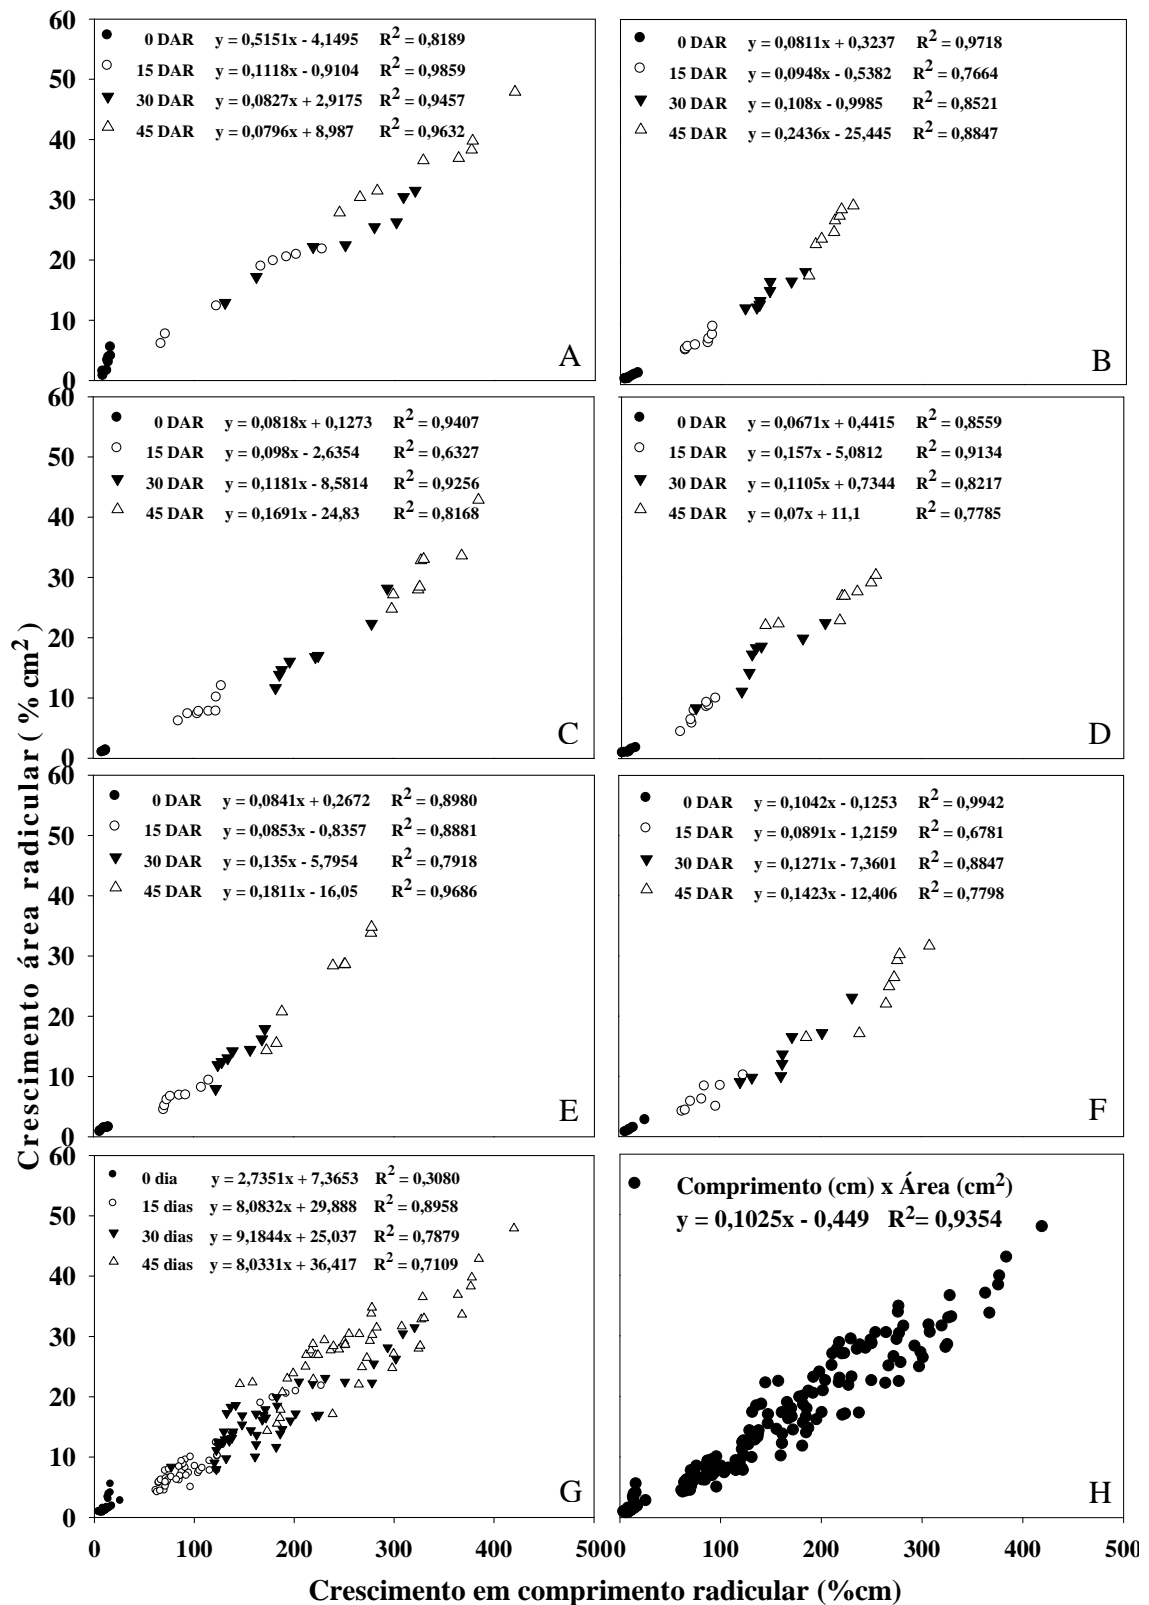 60
50
40
30
20
10
0
0 DAR y = 0,5151x - 4,1495 R2 = 0,8189
15 DAR y = 0,1118x - 0,9104 R2 = 0,9859
30 DAR y = 0,0827x + 2,9175 R2 = 0,9457
45 DAR y = 0,0796x + 8,987 R2 = 0,9632
A
0 DAR y = 0,0811x + 0,3237 R2 = 0,9718
15 DAR y = 0,0948x - 0,5382 R2 = 0,7664
30 DAR y = 0,108x - 0,9985 R2 = 0,8521
45 DAR y = 0,2436x - 25,445 R2 = 0,8847
B
60
50
40
30
20
10
0
0 DAR y = 0,0818x + 0,1273 R2 = 0,9407
15 DAR y = 0,098x - 2,6354 R2 = 0,6327
30 DAR y = 0,1181x - 8,5814 R2 = 0,9256
45 DAR y = 0,1691x - 24,83 R2 = 0,8168
C
0 DAR y = 0,0671x + 0,4415 R2 = 0,8559
15 DAR y = 0,157x - 5,0812 R2 = 0,9134
30 DAR y = 0,1105x + 0,7344 R2 = 0,8217
45 DAR y = 0,07x + 11,1 R2 = 0,7785
D
Crescimento área radicular ( % cm2 )
60
50
40
30
20
10
0
0 DAR y = 0,0841x + 0,2672 R2 = 0,8980
15 DAR y = 0,0853x - 0,8357 R2 = 0,8881
30 DAR y = 0,135x - 5,7954 R2 = 0,7918
45 DAR y = 0,1811x - 16,05 R2 = 0,9686
E
0 DAR y = 0,1042x - 0,1253 R2 = 0,9942
15 DAR y = 0,0891x - 1,2159 R2 = 0,6781
30 DAR y = 0,1271x - 7,3601 R2 = 0,8847
45 DAR y = 0,1423x - 12,406 R2 = 0,7798
F
60
50
40
30
20
10
0
0 dia y = 2,7351x + 7,3653 R2 = 0,3080
15 dias y = 8,0832x + 29,888 R2 = 0,8958
30 dias y = 9,1844x + 25,037 R2 = 0,7879
45 dias y = 8,0331x + 36,417 R2 = 0,7109
G
Comprimento (cm) x Área (cm2)
y = 0,1025x - 0,449 R2= 0,9354
H
0 100 200 300 400 500
0 100 200 300 400 500
Crescimento em comprimento radicular (%cm)